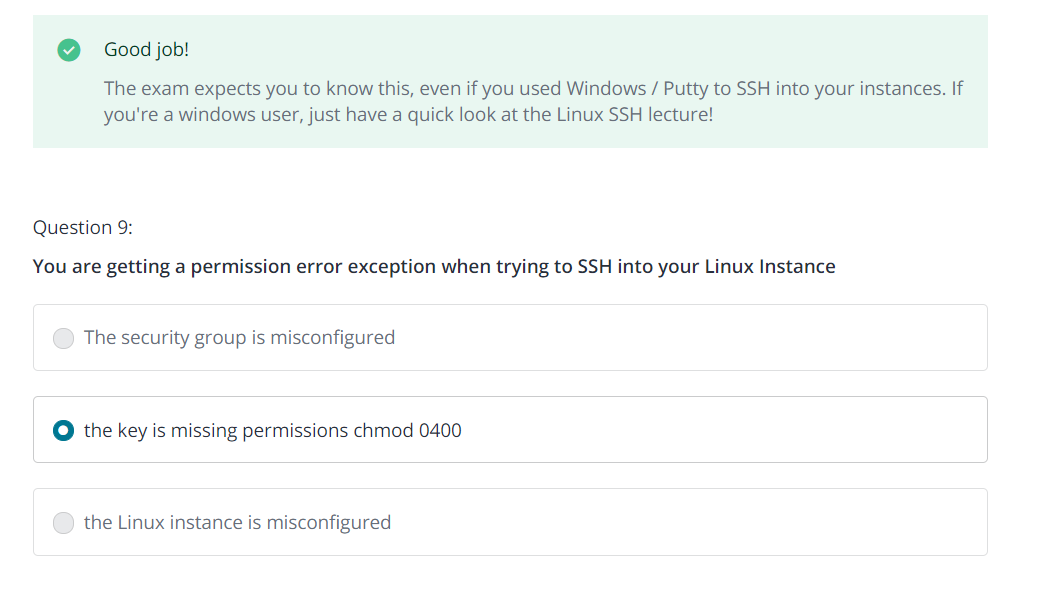 Good job!
The exam expects you to know this, even if you used Windows / Putty to SSH into your instances. If
you're a windows user, just have a quick look at the Linux SSH lecture!
Question 9:
You are getting a permission error exception when trying to SSH into your Linux Instance
The security group is misconfigured
the key is missing permissions chmod 0400
the Linux instance is misconfigured